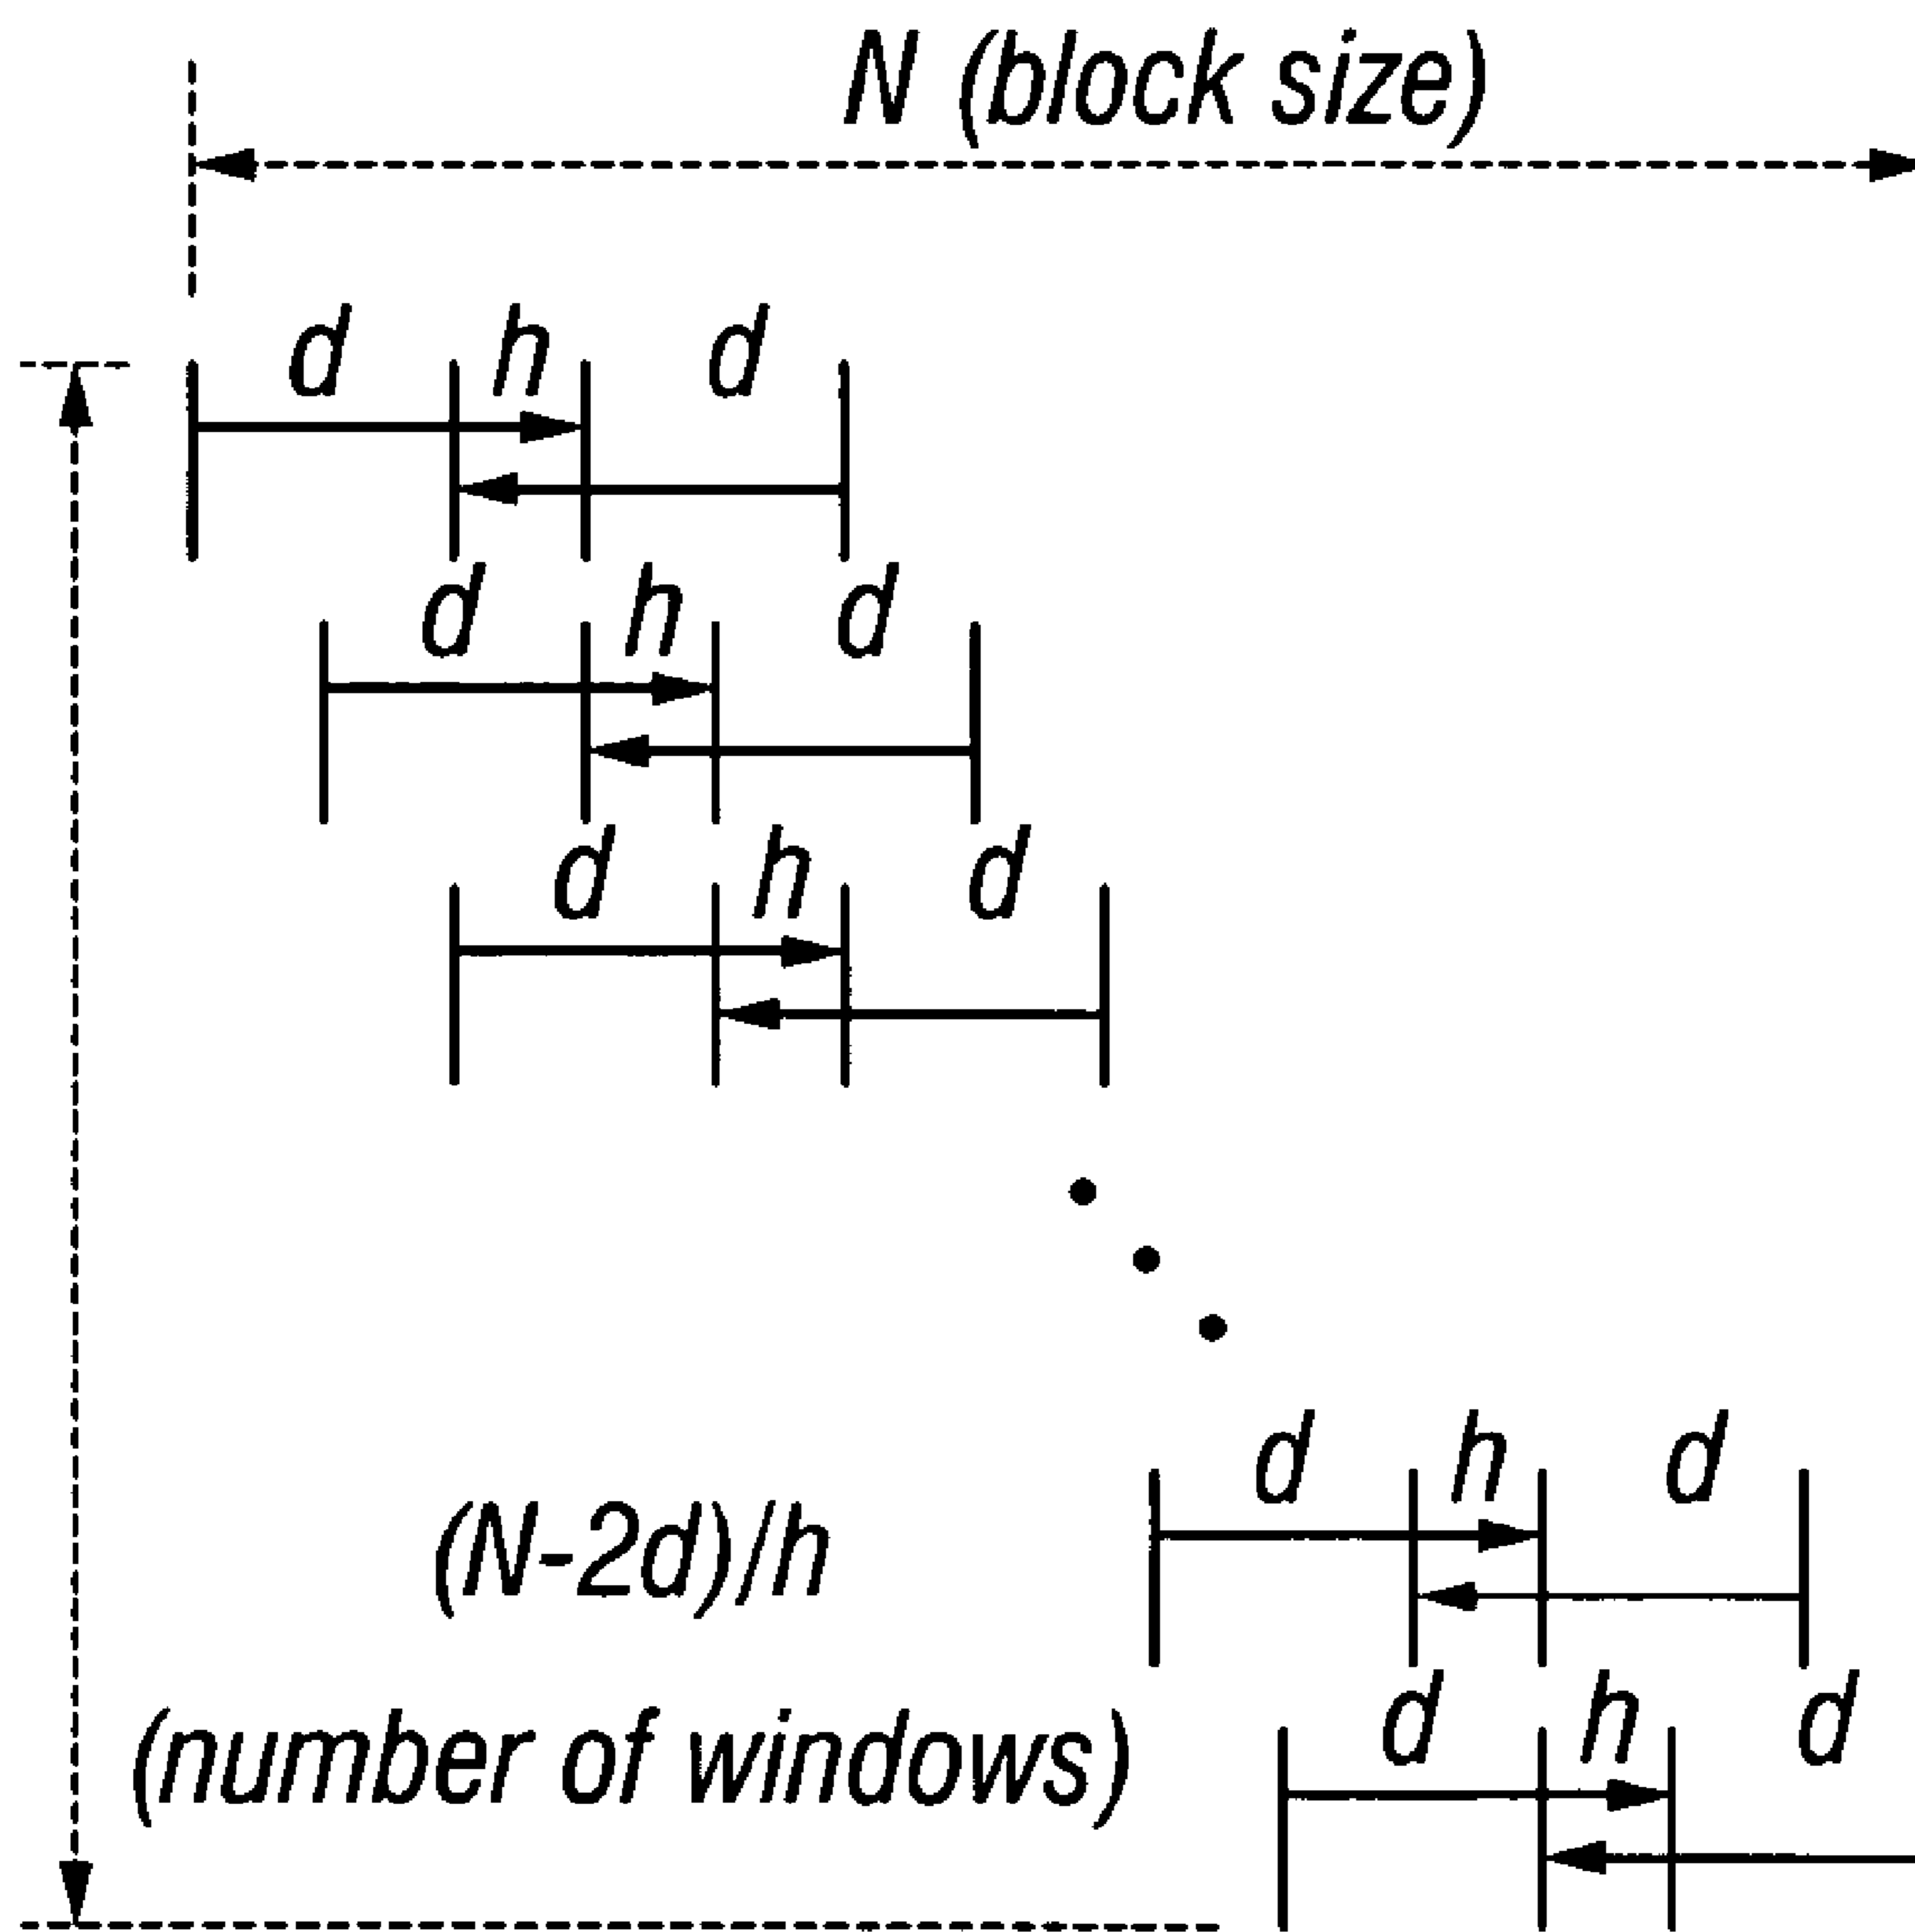 N (block size)
d h d
d h d
d h d
d h d
(N-2d)/h
d h d
(number of windows)